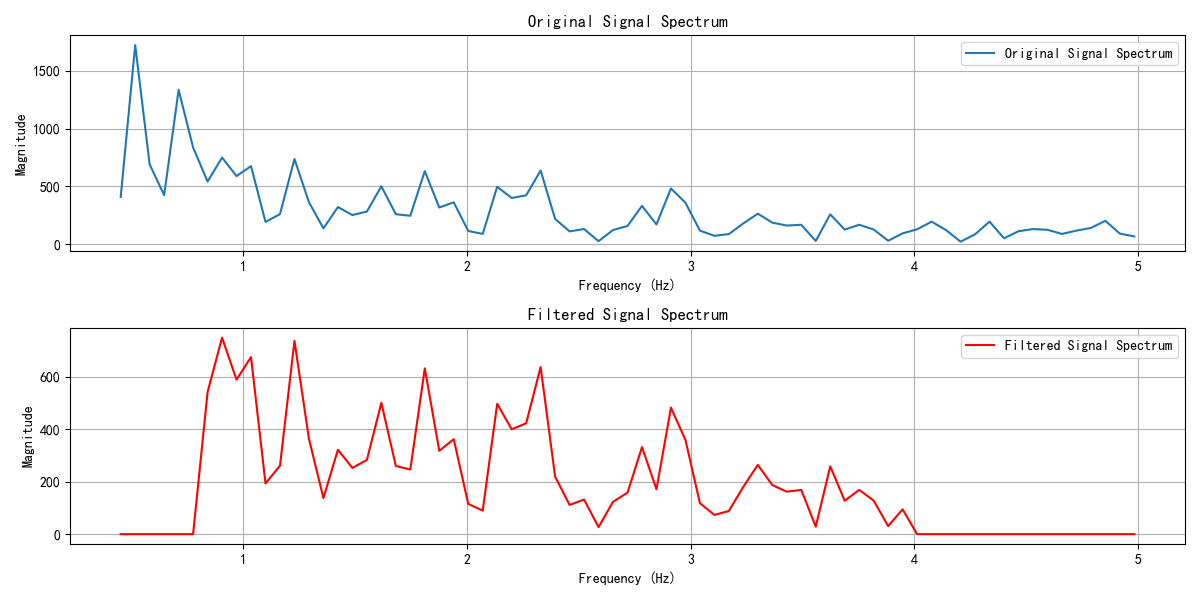 Original Signal Spectrum
Original Signal Spectrum
1500
1000
500
0
Magnitude
1 2 3 4 5
Frequency (Hz)
Filtered Signal Spectrum
Filtered Signal Spectrum
600
400
200
0
Magnitude
1 2 3 4 5
Frequency (Hz)